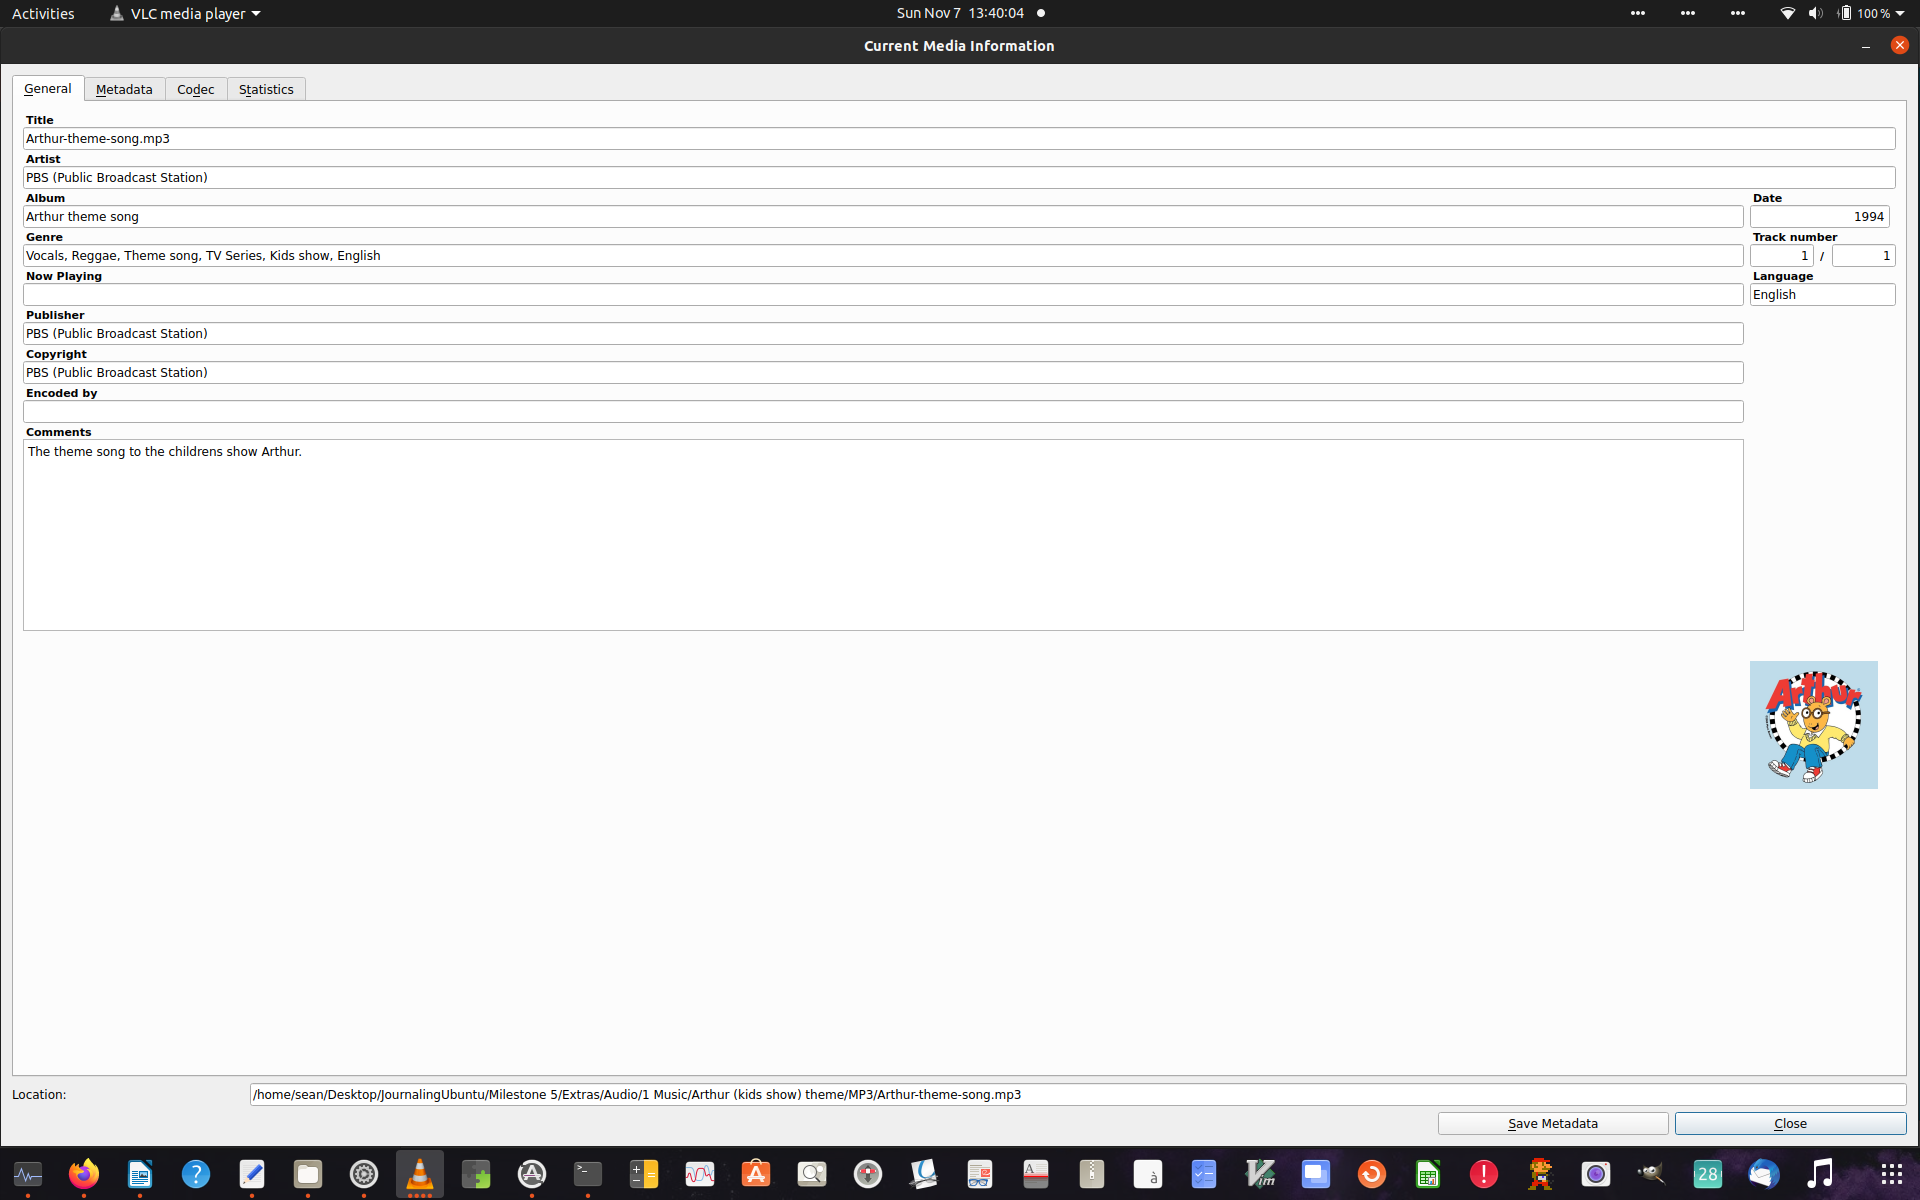 Activities
VLC media player
Sun Nov 7 13:40:04
100 %
Current Media Information
General
Metadata
Codec
Statistics
Title
Arthur-theme-song.mp3
Artist
PBS (Public Broadcast Station)
Album
Date
Arthur theme song
1994
Genre
Track number
Vocals, Reggae, Theme song, TV Series, Kids show, English
1 / 1
Now Playing
Language
English
Publisher
PBS (Public Broadcast Station)
Copyright
PBS (Public Broadcast Station)
Encoded by
Comments
The theme song to the childrens show Arthur.
Arthur
Location:
/home/sean/Desktop/JournalingUbuntu/Milestone 5/Extras/Audio/1 Music/Arthur (kids show) theme/MP3/Arthur-theme-song.mp3
Save Metadata
Close
28